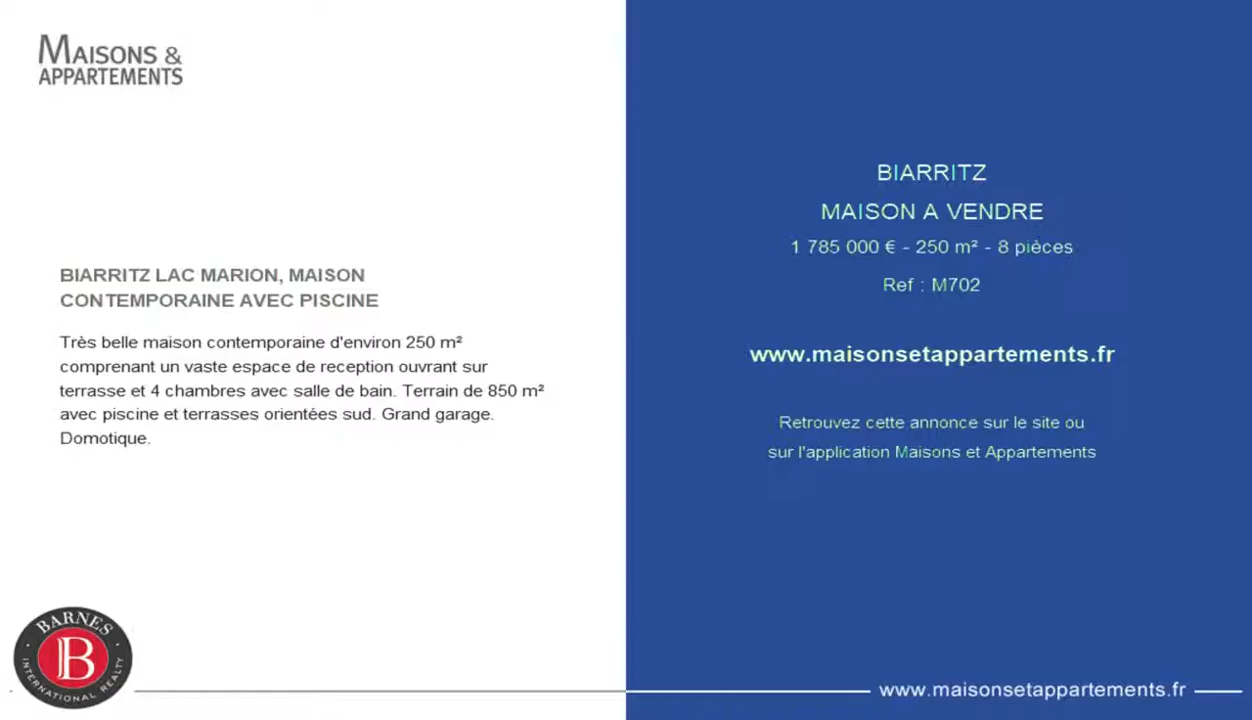 MAISONS &
APPARTEMENTS
BIARRITZ LAC MARION, MAISON
CONTEMPORAINE AVEC PISCINE
Très belle maison contemporaine d'environ 250 m²
comprenant un vaste espace de reception ouvrant sur
terrasse et 4 chambres avec salle de bain. Terrain de 850 m²
avec piscine et terrasses orientées sud. Grand garage.
Domotique.
BARNES
B
INTERNATIONAL REALTY
BIARRITZ
MAISON A VENDRE
1 785 000 € - 250 m² - 8 pièces
Ref : M702
www.maisonsetappartements.fr
Retrouvez cette annonce sur le site ou
sur l'application Maisons et Appartements
www.maisonsetappartements.fr